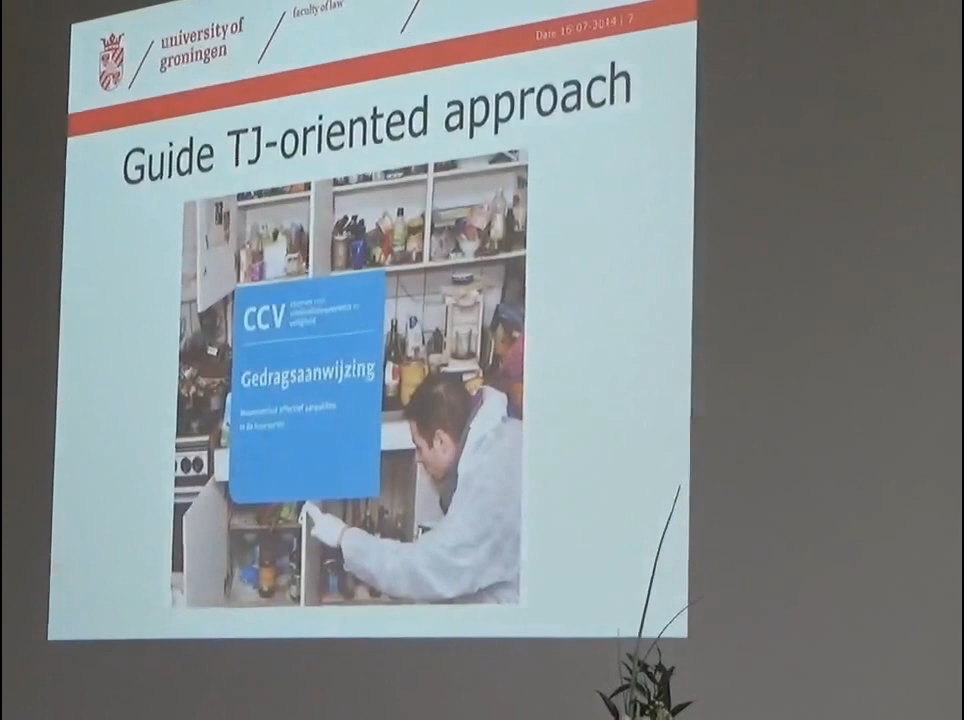 university of
groningen
faculty of law
Date 16-07-2014 | 7
Guide TJ-oriented approach
CCV
Gedragsaanwijzing